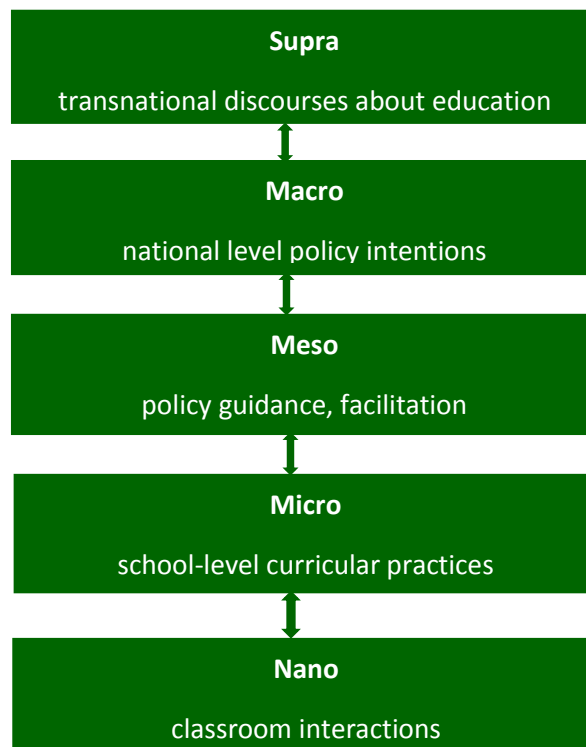 Supra
transnational discourses about education
Macro
national level policy intentions
Meso
policy guidance, facilitation
Micro
school-level curricular practices
Nano
classroom interactions